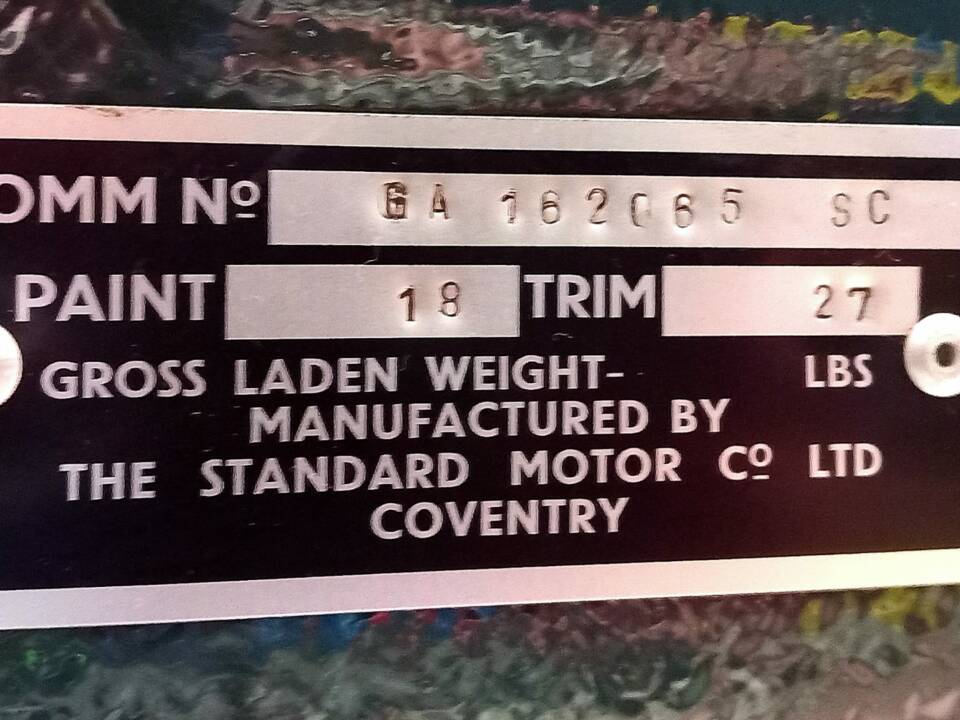 OMM Nº GA 162065 SC
PAINT 18 TRIM 27
GROSS LADEN WEIGHT- LBS
MANUFACTURED BY
THE STANDARD MOTOR Cº LTD
COVENTRY